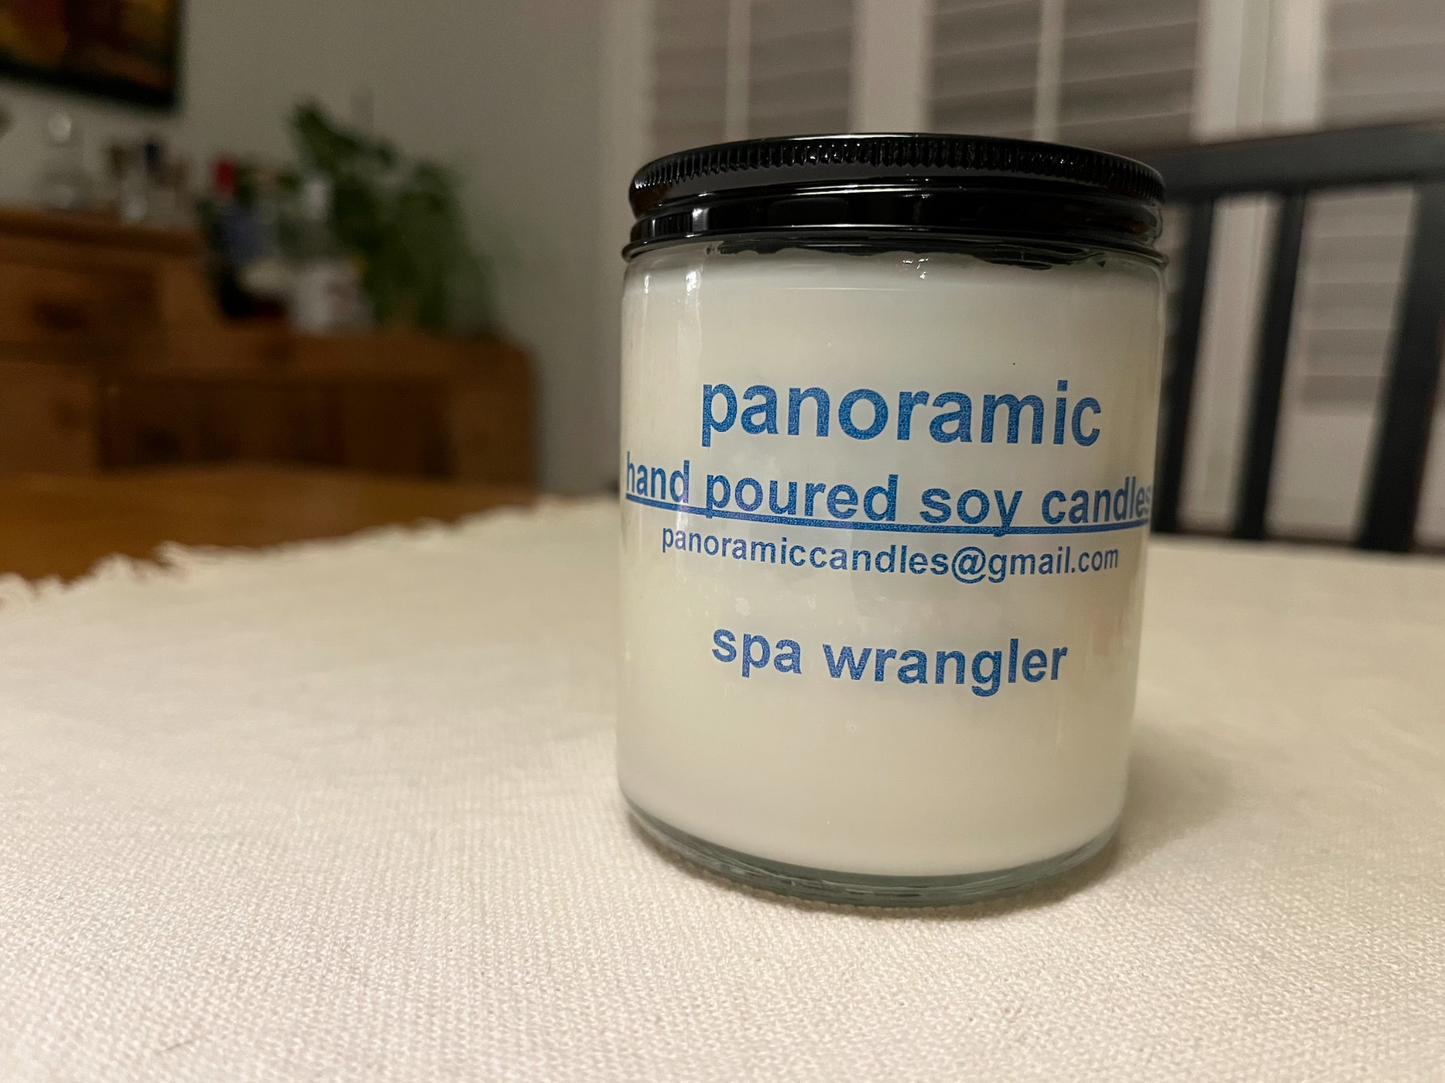 panoramic
hand poured soy candles
panoramiccandles@gmail.com
spa wrangler